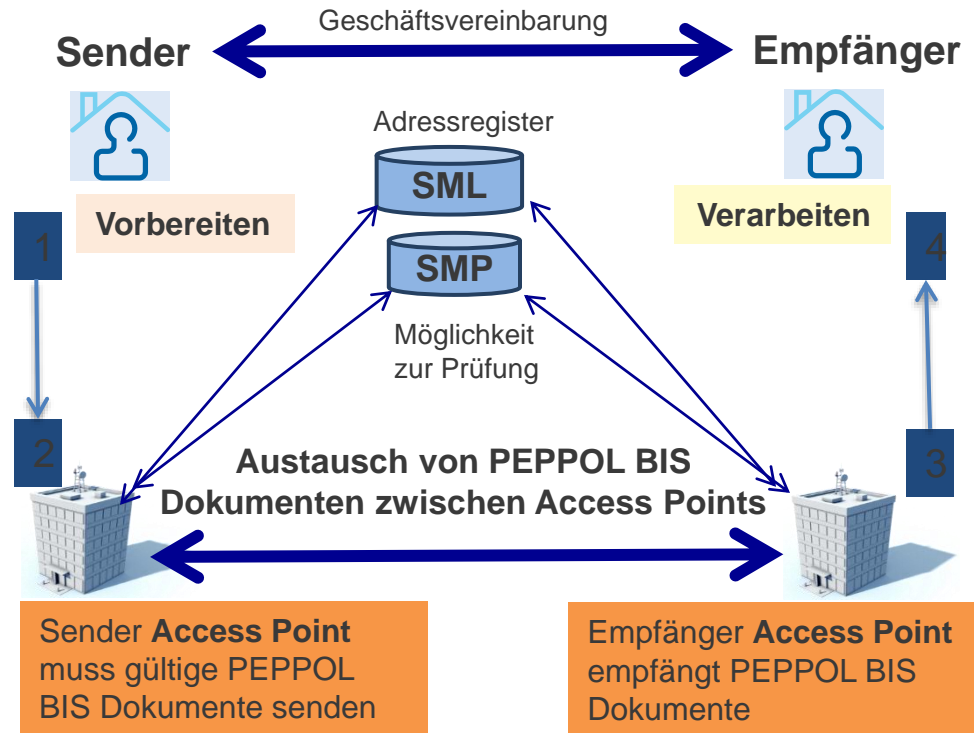 Geschäftsvereinbarung
Sender
Empfänger
Adressregister
SML
Vorbereiten
Verarbeiten
1
4
SMP
Möglichkeit
zur Prüfung
2
3
Austausch von PEPPOL BIS
Dokumenten zwischen Access Points
Sender Access Point
muss gültige PEPPOL
BIS Dokumente senden
Empfänger Access Point
empfängt PEPPOL BIS
Dokumente